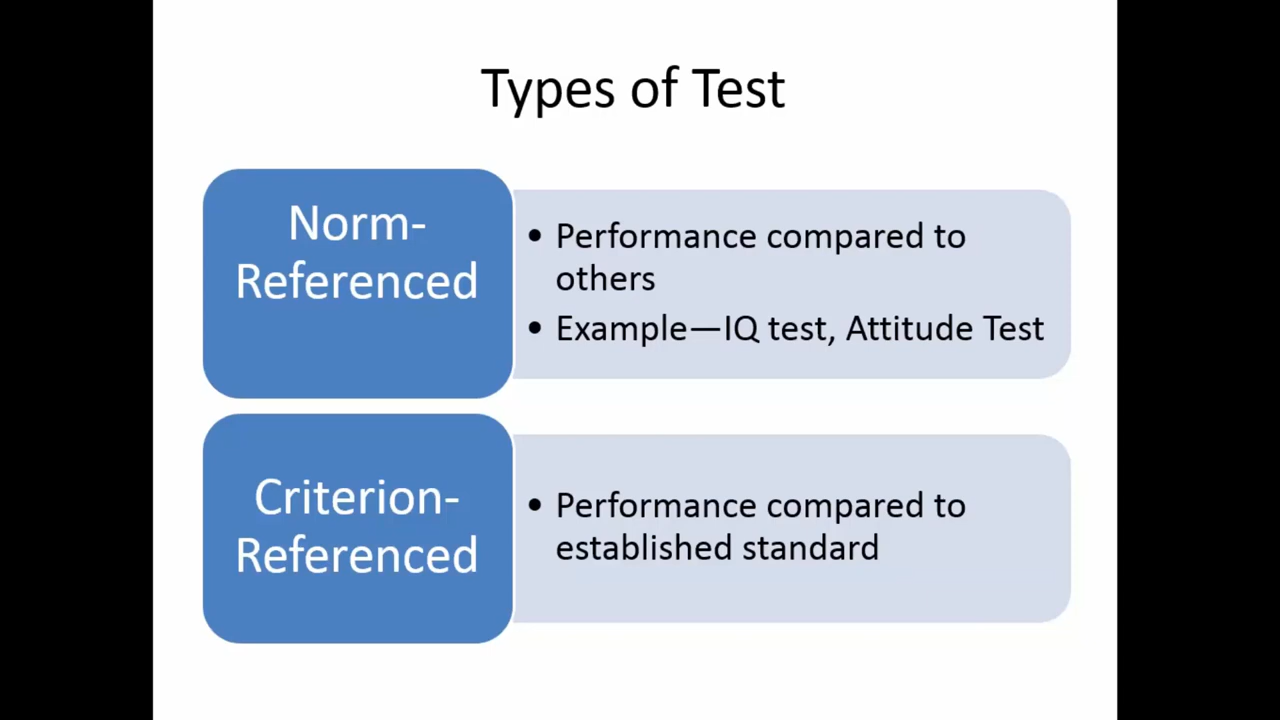 Types of Test
Norm-
Referenced
• Performance compared to
others
• Example—IQ test, Attitude Test
Criterion-
Referenced
• Performance compared to
established standard